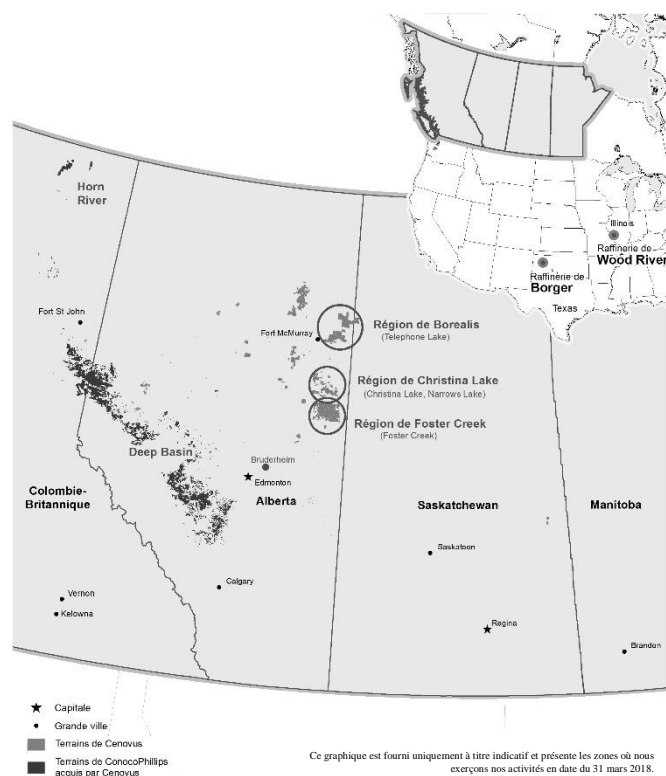 Horn
River
Fort St John
Fort McMurray
Région de Borealis
(Telephone Lake)
Région de Christina Lake
(Christina Lake, Narrows Lake)
Région de Foster Creek
(Foster Creek)
Deep Basin
Bruderheim
Edmonton
Colombie-
Britannique
Alberta
Saskatchewan
Manitoba
Saskatoon
Calgary
Vernon
Kelowna
Regina
Brandon
Illinois
Raffinerie de
Wood River
Raffinerie de
Borger
Texas
Capitale
Grande ville
Terrains de Cenovus
Terrains de ConocoPhillips
acquis par Cenovus
Ce graphique est fourni uniquement à titre indicatif et présente les zones où nous
exerçons nos activités en date du 31 mars 2018.